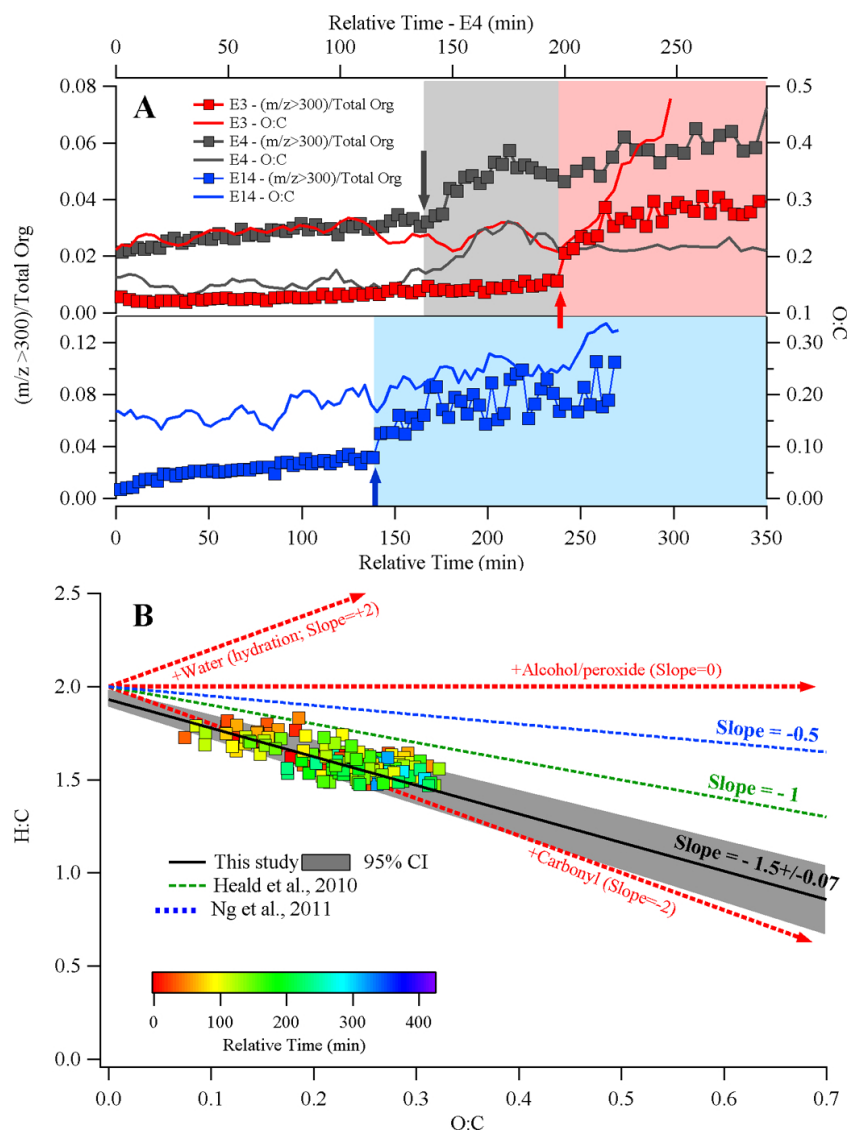 Relative Time - E4 (min)
0 50 100 150 200 250
A
0.08
0.06
0.04
0.02
0.00
0.5
0.4
0.3
0.2
0.1
E3 - (m/z>300)/Total Org
E3 - O:C
E4 - (m/z>300)/Total Org
E4 - O:C
E14 - (m/z>300)/Total Org
E14 - O:C
(m/z >300)/Total Org
O:C
0.12
0.08
0.04
0.00
0.30
0.20
0.10
0.00
0 50 100 150 200 250 300 350
Relative Time (min)
B
2.5
2.0
1.5
1.0
0.5
0.0
H:C
+Water (hydration; Slope=+2)
+Alcohol/peroxide (Slope=0)
Slope = -0.5
Slope = - 1
Slope = - 1.5+/-0.07
+Carbonyl (Slope=-2)
This study 95% CI
Heald et al., 2010
Ng et al., 2011
0 100 200 300 400
Relative Time (min)
0.0 0.1 0.2 0.3 0.4 0.5 0.6 0.7
O:C